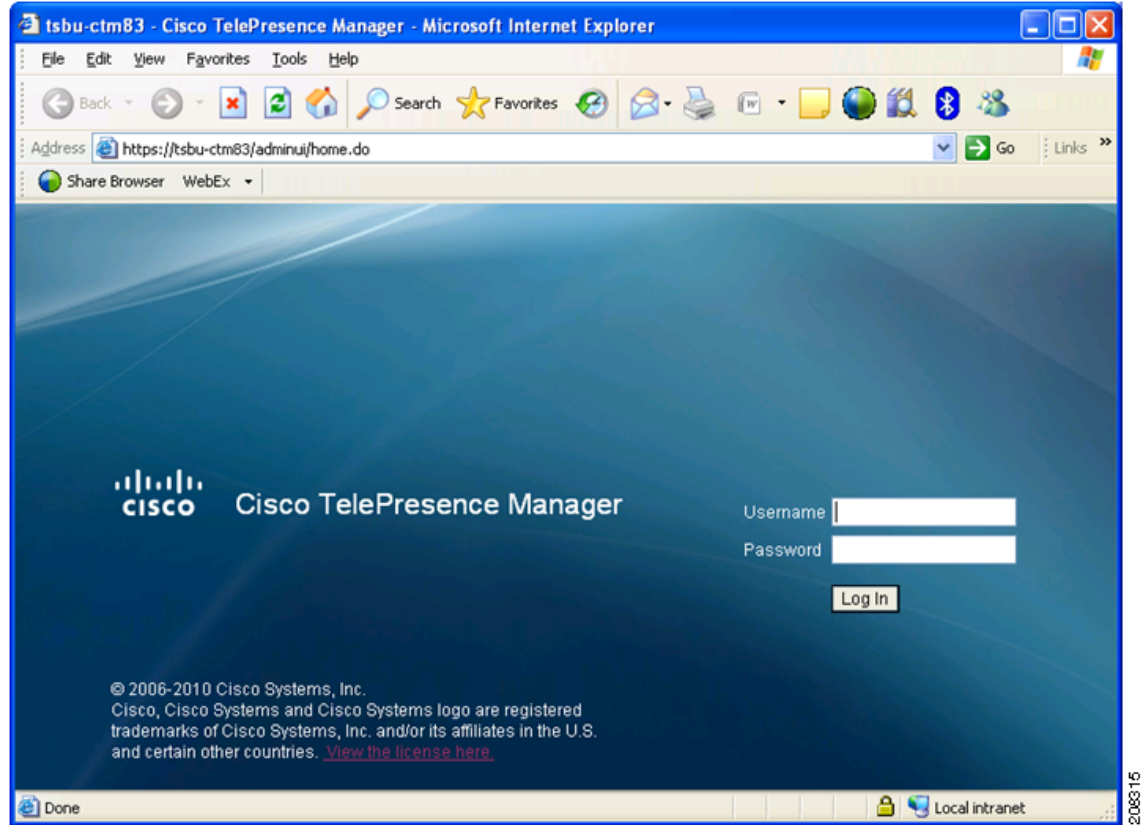 tsbu-ctm83 - Cisco TelePresence Manager - Microsoft Internet Explorer
File Edit View Favorites Tools Help
Back Search Favorites W
Address https://tsbu-ctm83/adminui/home.do Go Links »
Share Browser WebEx
CISCO Cisco TelePresence Manager
Username
Password
Log In
© 2006-2010 Cisco Systems, Inc.
Cisco, Cisco Systems and Cisco Systems logo are registered
trademarks of Cisco Systems, Inc. and/or its affiliates in the U.S.
and certain other countries. View the license here.
Done Local intranet
208315